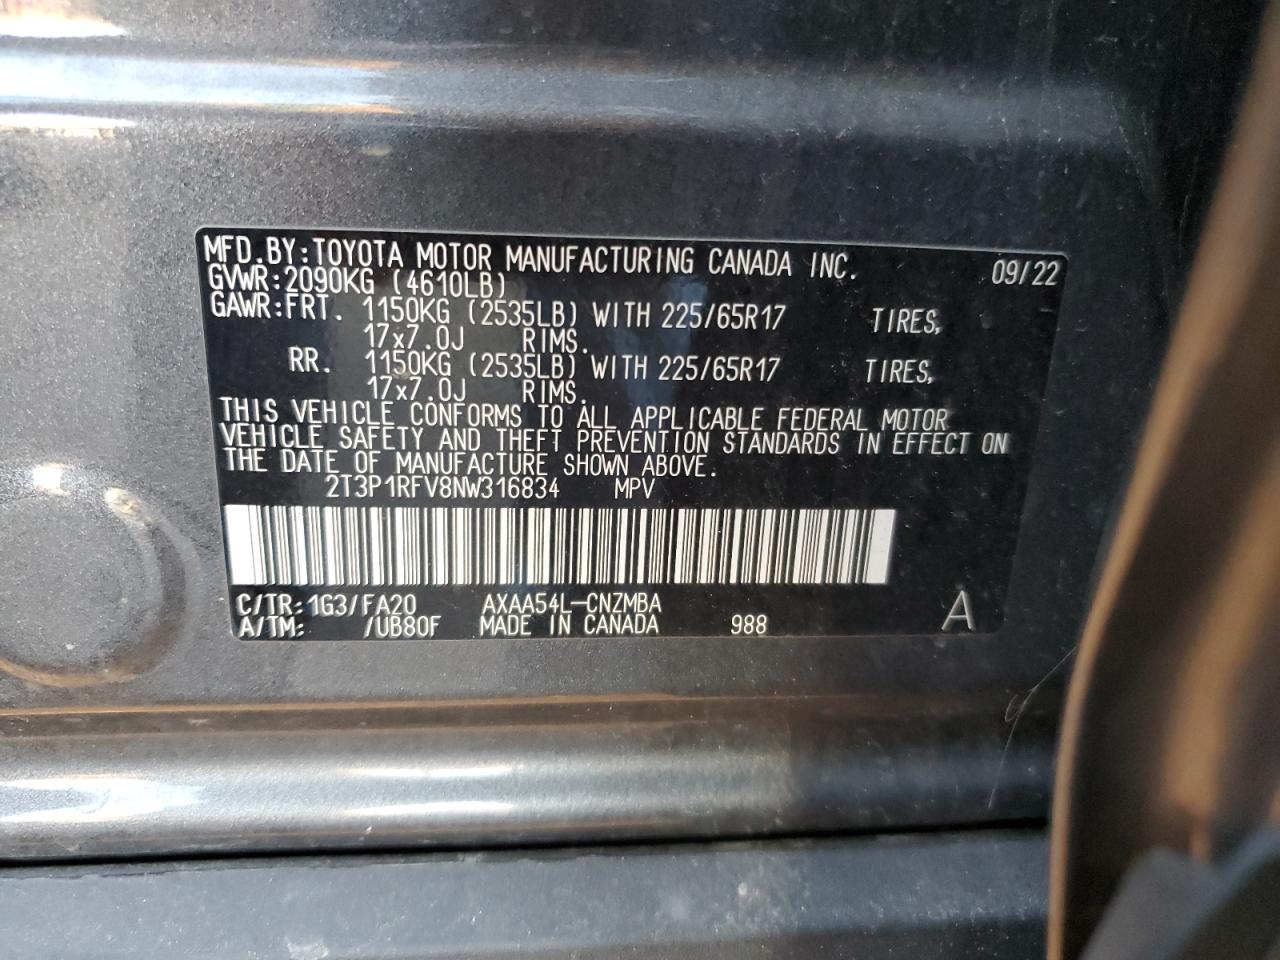 MFD.BY:TOYOTA MOTOR MANUFACTURING CANADA INC. 09/22
GVWR:2090KG (4610LB)
GAWR:FRT. 1150KG (2535LB) WITH 225/65R17 TIRES,
17x7.0J RIMS.
RR. 1150KG (2535LB) WITH 225/65R17 TIRES,
17x7.0J RIMS.
THIS VEHICLE CONFORMS TO ALL APPLICABLE FEDERAL MOTOR
VEHICLE SAFETY AND THEFT PREVENTION STANDARDS IN EFFECT ON
THE DATE OF MANUFACTURE SHOWN ABOVE.
2T3P1RFV8NW316834 MPV
C/TR:1G3/FA20 AXAA54L-CNZMBA
A/TM: /UB80F MADE IN CANADA 988 A